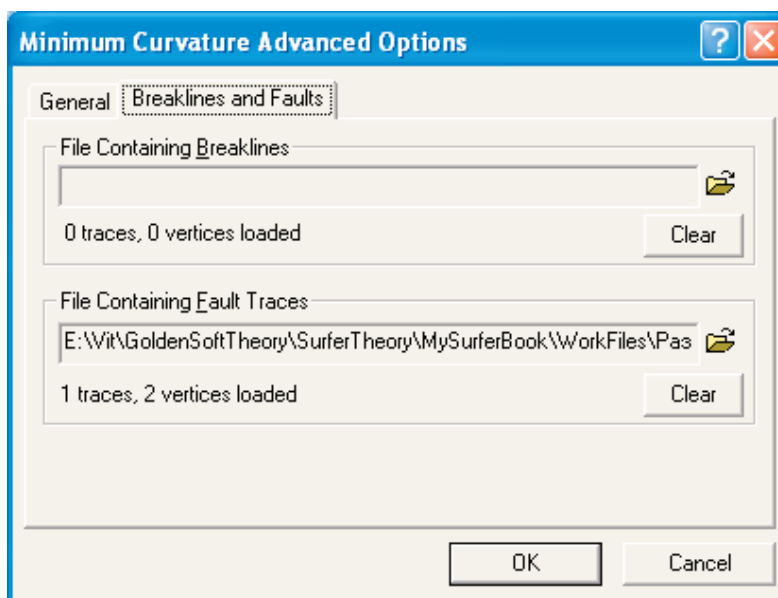 Minimum Curvature Advanced Options
General
Breaklines and Faults
File Containing Breaklines
0 traces, 0 vertices loaded
Clear
File Containing Fault Traces
E:\Vit\GoldenSoftTheory\SurferTheory\MySurferBook\WorkFiles\Раз
1 traces, 2 vertices loaded
Clear
OK
Cancel